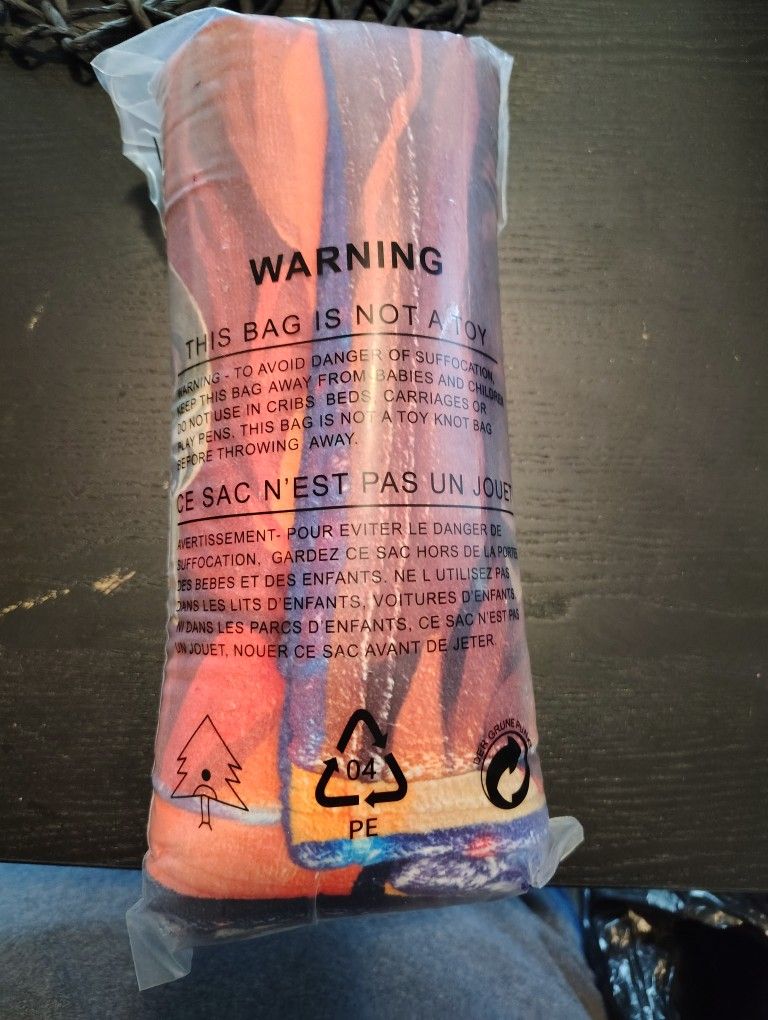 WARNING
THIS BAG IS NOT A TOY
WARNING - TO AVOID DANGER OF SUFFOCATION,
KEEP THIS BAG AWAY FROM BABIES AND CHILDREN
DO NOT USE IN CRIBS BEDS, CARRIAGES OR
PLAY PENS. THIS BAG IS NOT A TOY KNOT BAG
BEFORE THROWING AWAY.
CE SAC N'EST PAS UN JOUET
AVERTISSEMENT- POUR EVITER LE DANGER DE
SUFFOCATION, GARDEZ CE SAC HORS DE LA PORTE
DES BEBES ET DES ENFANTS. NE L UTILISEZ PAS
DANS LES LITS D'ENFANTS, VOITURES D'ENFANTS,
NI DANS LES PARCS D'ENFANTS, CE SAC N'EST PAS
UN JOUET, NOUER CE SAC AVANT DE JETER.
04
PE
DER GRÜNE PUNKT